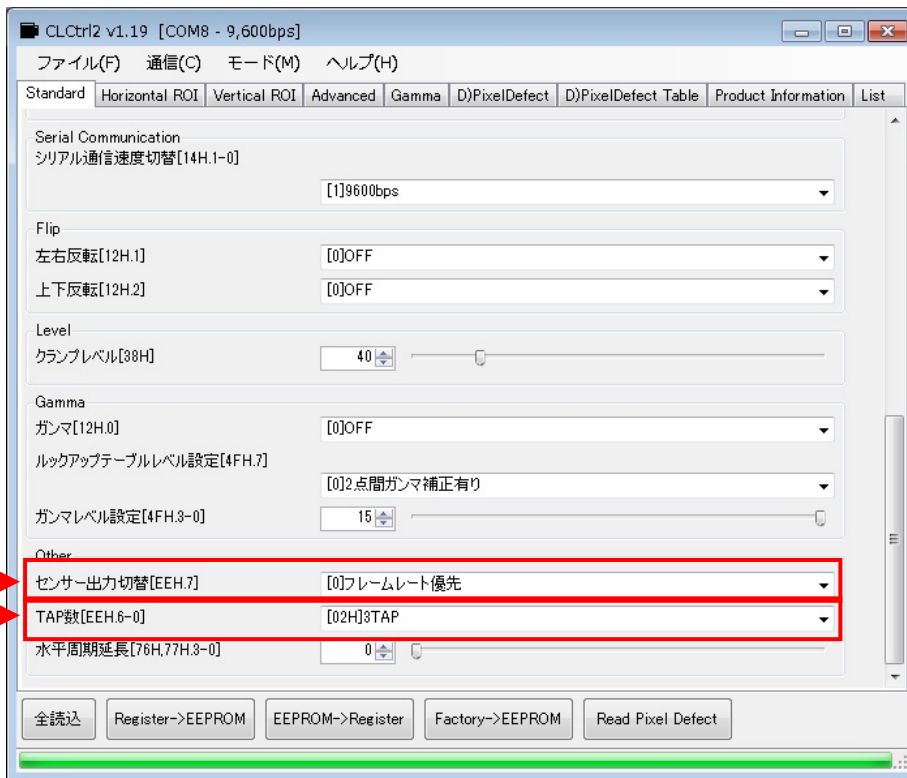 CLCtrl2 v1.19 [COM8 - 9,600bps]
ファイル(F) 通信(C) モード(M) ヘルプ(H)
Standard Horizontal ROI Vertical ROI Advanced Gamma D)PixelDefect D)PixelDefect Table Product Information List
Serial Communication
シリアル通信速度切替[14H.1-0]
[1]9600bps
Flip
左右反転[12H.1] [0]OFF
上下反転[12H.2] [0]OFF
Level
クランプレベル[38H] 40
Gamma
ガンマ[12H.0] [0]OFF
ルックアップテーブルレベル設定[4FH.7]
[0]2点間ガンマ補正有り
ガンマレベル設定[4FH.3-0] 15
Other
センサー出力切替[EEH.7] [0]フレームレート優先
TAP数[EEH.6-0] [02H]3TAP
水平周期延長[76H,77H.3-0] 0
全読込 Register->EEPROM EEPROM->Register Factory->EEPROM Read Pixel Defect